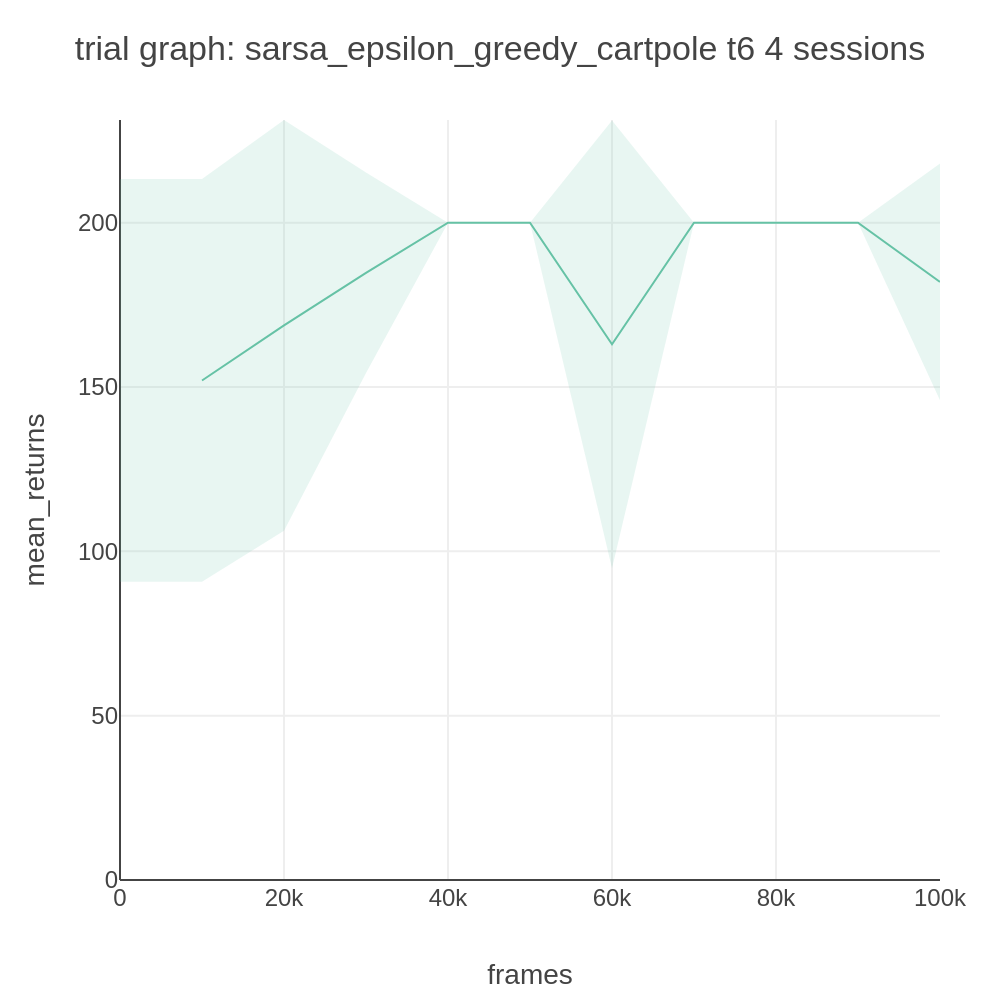 trial graph: sarsa_epsilon_greedy_cartpole t6 4 sessions
mean_returns
200
150
100
50
0
0 20k 40k 60k 80k 100k
frames